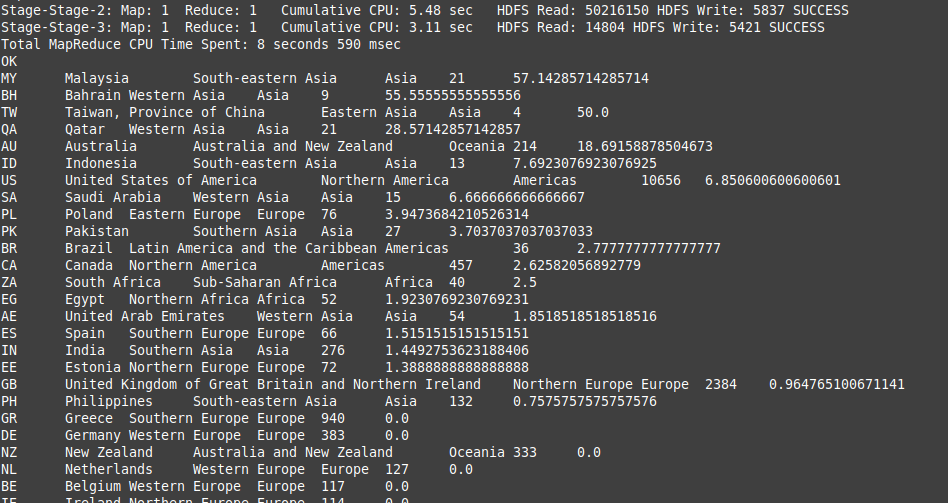 Stage-Stage-2: Map: 1  Reduce: 1   Cumulative CPU: 5.48 sec   HDFS Read: 50216150 HDFS Write: 5837 SUCCESS
Stage-Stage-3: Map: 1  Reduce: 1   Cumulative CPU: 3.11 sec   HDFS Read: 14804 HDFS Write: 5421 SUCCESS
Total MapReduce CPU Time Spent: 8 seconds 590 msec
OK
MY	Malaysia	South-eastern Asia	Asia	21	57.14285714285714
BH	Bahrain	Western Asia	Asia	9	55.55555555555556
TW	Taiwan, Province of China	Eastern Asia	Asia	4	50.0
QA	Qatar	Western Asia	Asia	21	28.57142857142857
AU	Australia	Australia and New Zealand	Oceania	214	18.69158878504673
ID	Indonesia	South-eastern Asia	Asia	13	7.6923076923076925
US	United States of America	Northern America	Americas	10656	6.850600600600601
SA	Saudi Arabia	Western Asia	Asia	15	6.666666666666667
PL	Poland	Eastern Europe	Europe	76	3.9473684210526314
PK	Pakistan	Southern Asia	Asia	27	3.7037037037037033
BR	Brazil	Latin America and the Caribbean	Americas	36	2.7777777777777777
CA	Canada	Northern America	Americas	457	2.62582056892779
ZA	South Africa	Sub-Saharan Africa	Africa	40	2.5
EG	Egypt	Northern Africa	Africa	52	1.9230769230769231
AE	United Arab Emirates	Western Asia	Asia	54	1.8518518518518516
ES	Spain	Southern Europe	Europe	66	1.5151515151515151
IN	India	Southern Asia	Asia	276	1.4492753623188406
EE	Estonia	Northern Europe	Europe	72	1.3888888888888888
GB	United Kingdom of Great Britain and Northern Ireland	Northern Europe	Europe	2384	0.964765100671141
PH	Philippines	South-eastern Asia	Asia	132	0.7575757575757576
GR	Greece	Southern Europe	Europe	940	0.0
DE	Germany	Western Europe	Europe	383	0.0
NZ	New Zealand	Australia and New Zealand	Oceania	333	0.0
NL	Netherlands	Western Europe	Europe	127	0.0
BE	Belgium	Western Europe	Europe	117	0.0
IE	Ireland	Northern Europe	Europe	114	0.0